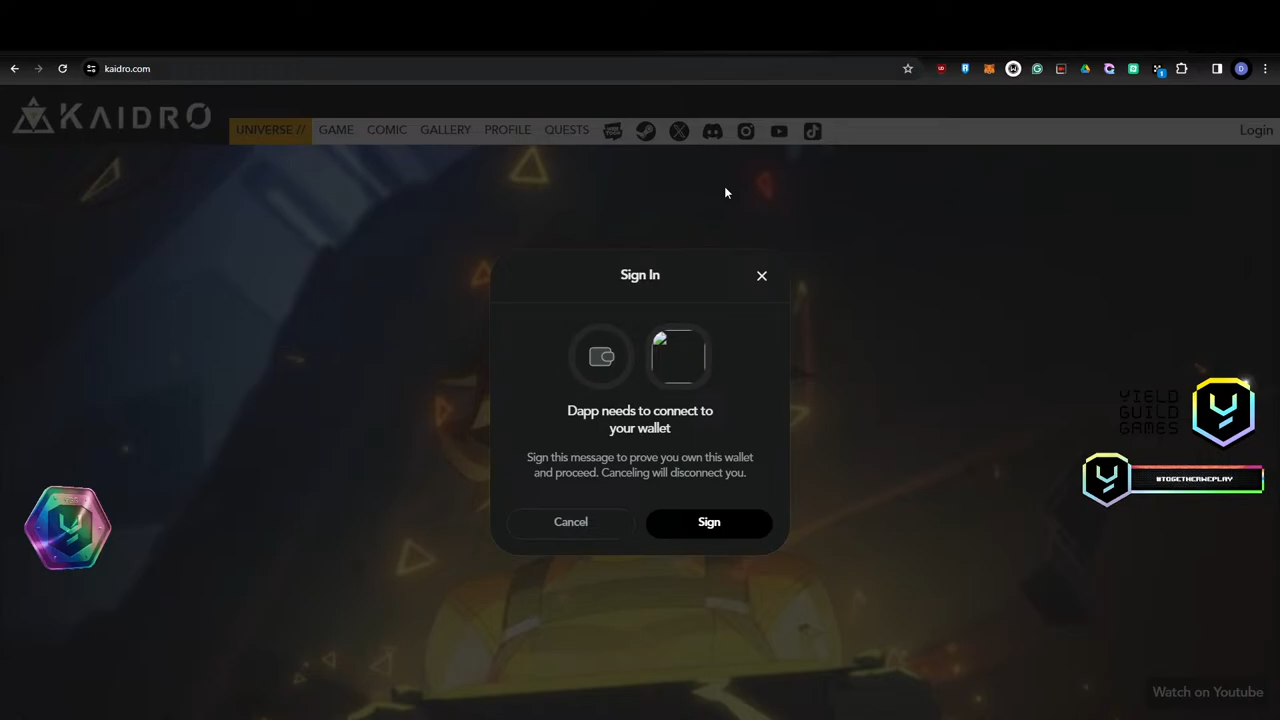 kaidro.com
D
KAIDRO
UNIVERSE // GAME COMIC GALLERY PROFILE QUESTS
Login
Sign In
Dapp needs to connect to
your wallet
Sign this message to prove you own this wallet
and proceed. Canceling will disconnect you.
Cancel
Sign
YIELD
GUILD
GAMES
#TOGETHERWEPLAY
Watch on Youtube